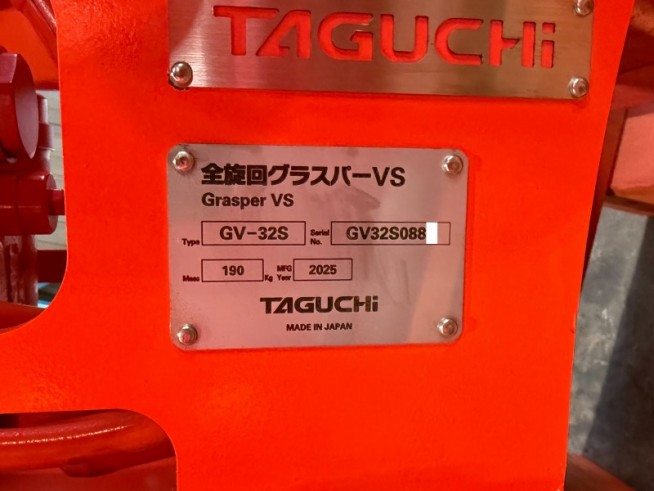 TAGUCHi
全旋回グラスパーVS
Grasper VS
Type GV-32S Serial No. GV32S088
Mass 190 Kg MFG Year 2025
TAGUCHi
MADE IN JAPAN